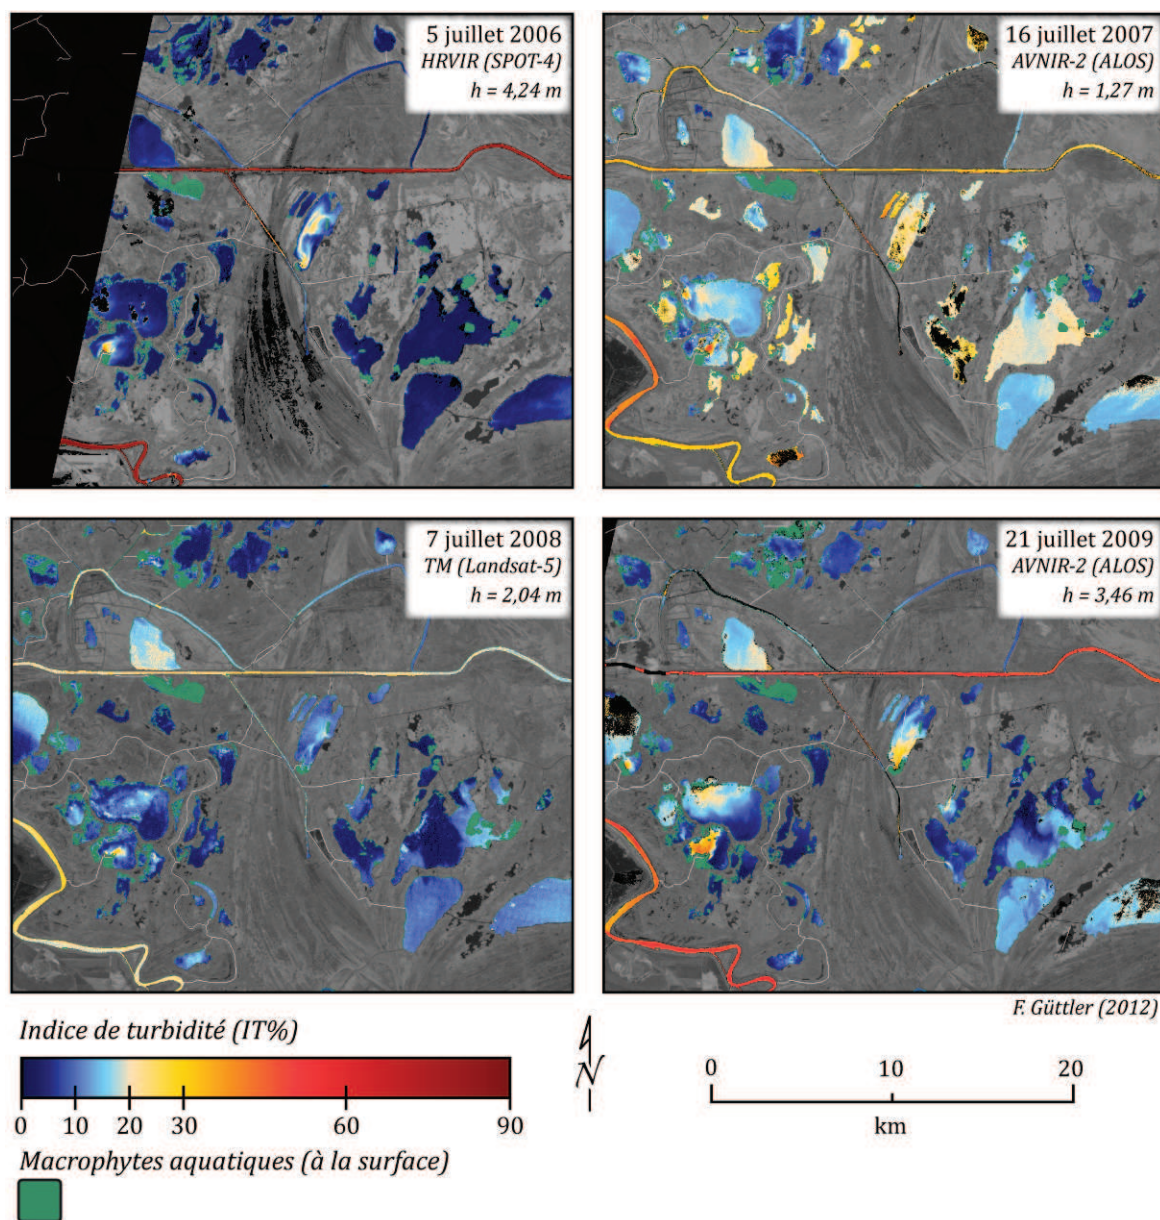 5 juillet 2006
HRVIR (SPOT-4)
h = 4,24 m
16 juillet 2007
AVNIR-2 (ALOS)
h = 1,27 m
7 juillet 2008
TM (Landsat-5)
h = 2,04 m
21 juillet 2009
AVNIR-2 (ALOS)
h = 3,46 m
F. Güttler (2012)
Indice de turbidité (IT%)
0 10 20 30 60 90
Macrophytes aquatiques (à la surface)
N
0 10 20
km